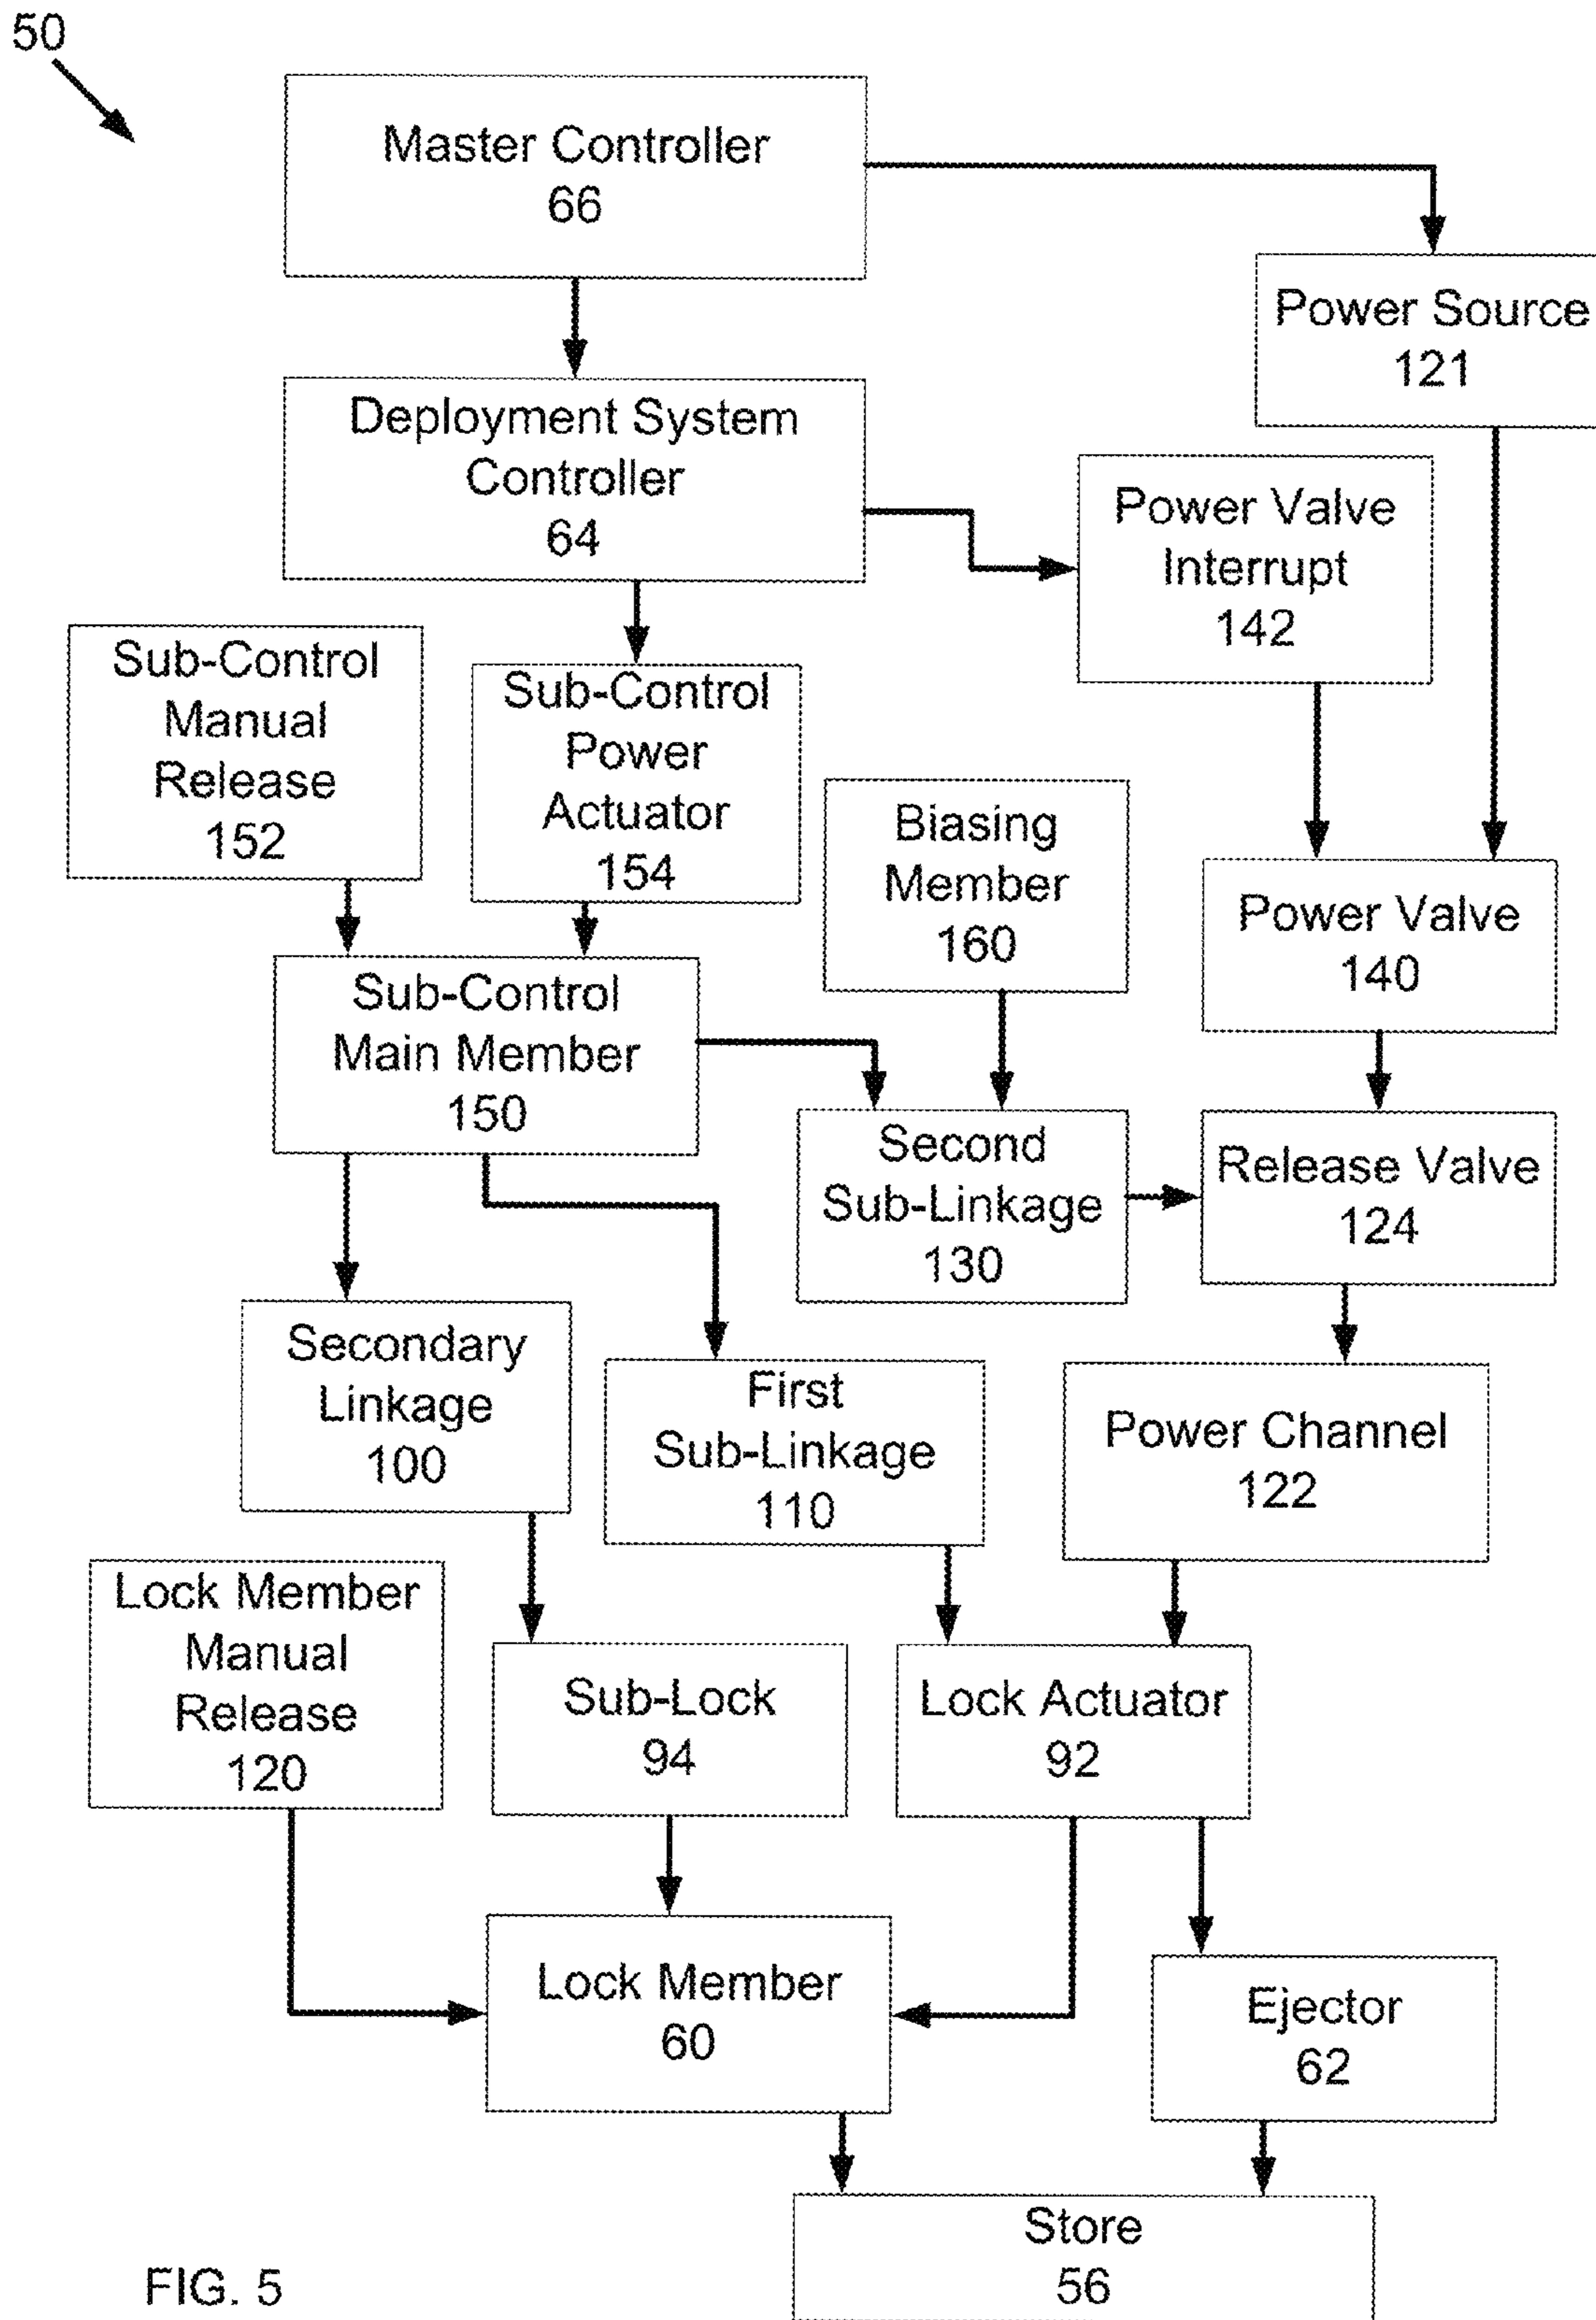 50
Master Controller
66
Power Source
121
Deployment System
Controller
64
Power Valve
Interrupt
142
Sub-Control
Manual
Release
152
Sub-Control
Power
Actuator
154
Biasing
Member
160
Power Valve
140
Sub-Control
Main Member
150
Second
Sub-Linkage
130
Release Valve
124
Secondary
Linkage
100
First
Sub-Linkage
110
Power Channel
122
Lock Member
Manual
Release
120
Sub-Lock
94
Lock Actuator
92
Lock Member
60
Ejector
62
Store
56
FIG. 5